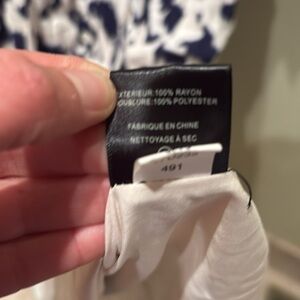 EXTERIEUR:100% RAYON
DOUBLURE:100% POLYESTER
FABRIQUE EN CHINE
NETTOYAGE À SEC
491